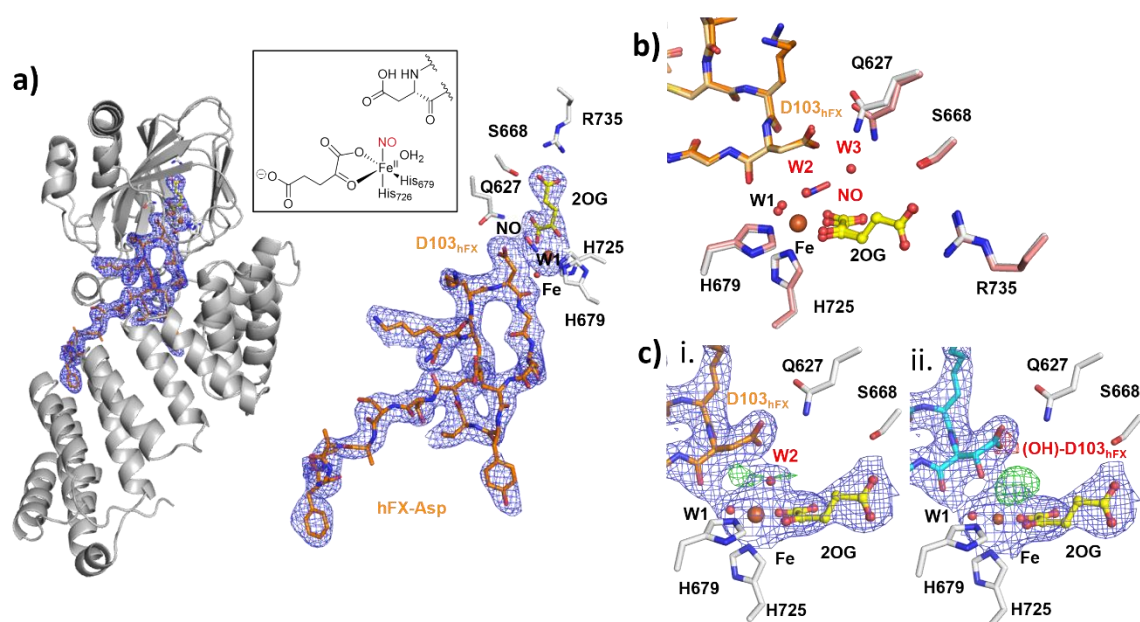 a)
OH
HN
O
O
NO
O
O
Fe
II
OH2
O
⊖O
O
His679
His726
S668
R735
Q627
2OG
NO
D103hFX
W1
H725
Fe
H679
hFX-Asp
b)
Q627
D103hFX
S668
W3
W2
NO
W1
Fe
2OG
H679
R735
H725
c) i.
Q627
D103hFX
S668
W2
W1
Fe
2OG
H679
H725
ii.
Q627
S668
(OH)-D103hFX
W1
Fe
2OG
H679
H725